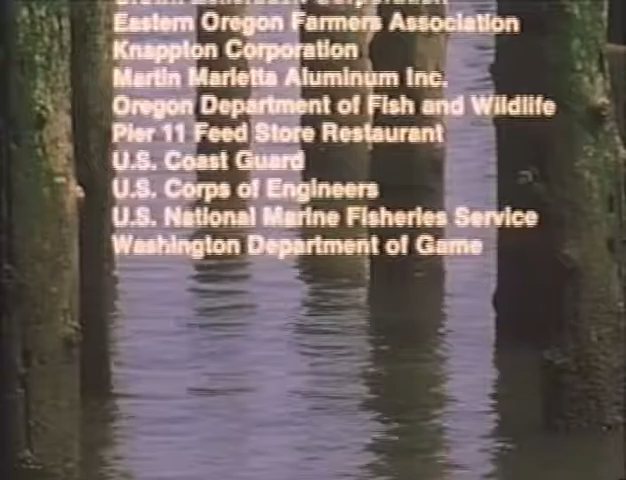 Corporation
Eastern Oregon Farmers Association
Knappton Corporation
Martin Marietta Aluminum Inc.
Oregon Department of Fish and Wildlife
Pier 11 Feed Store Restaurant
U.S. Coast Guard
U.S. Corps of Engineers
U.S. National Marine Fisheries Service
Washington Department of Game